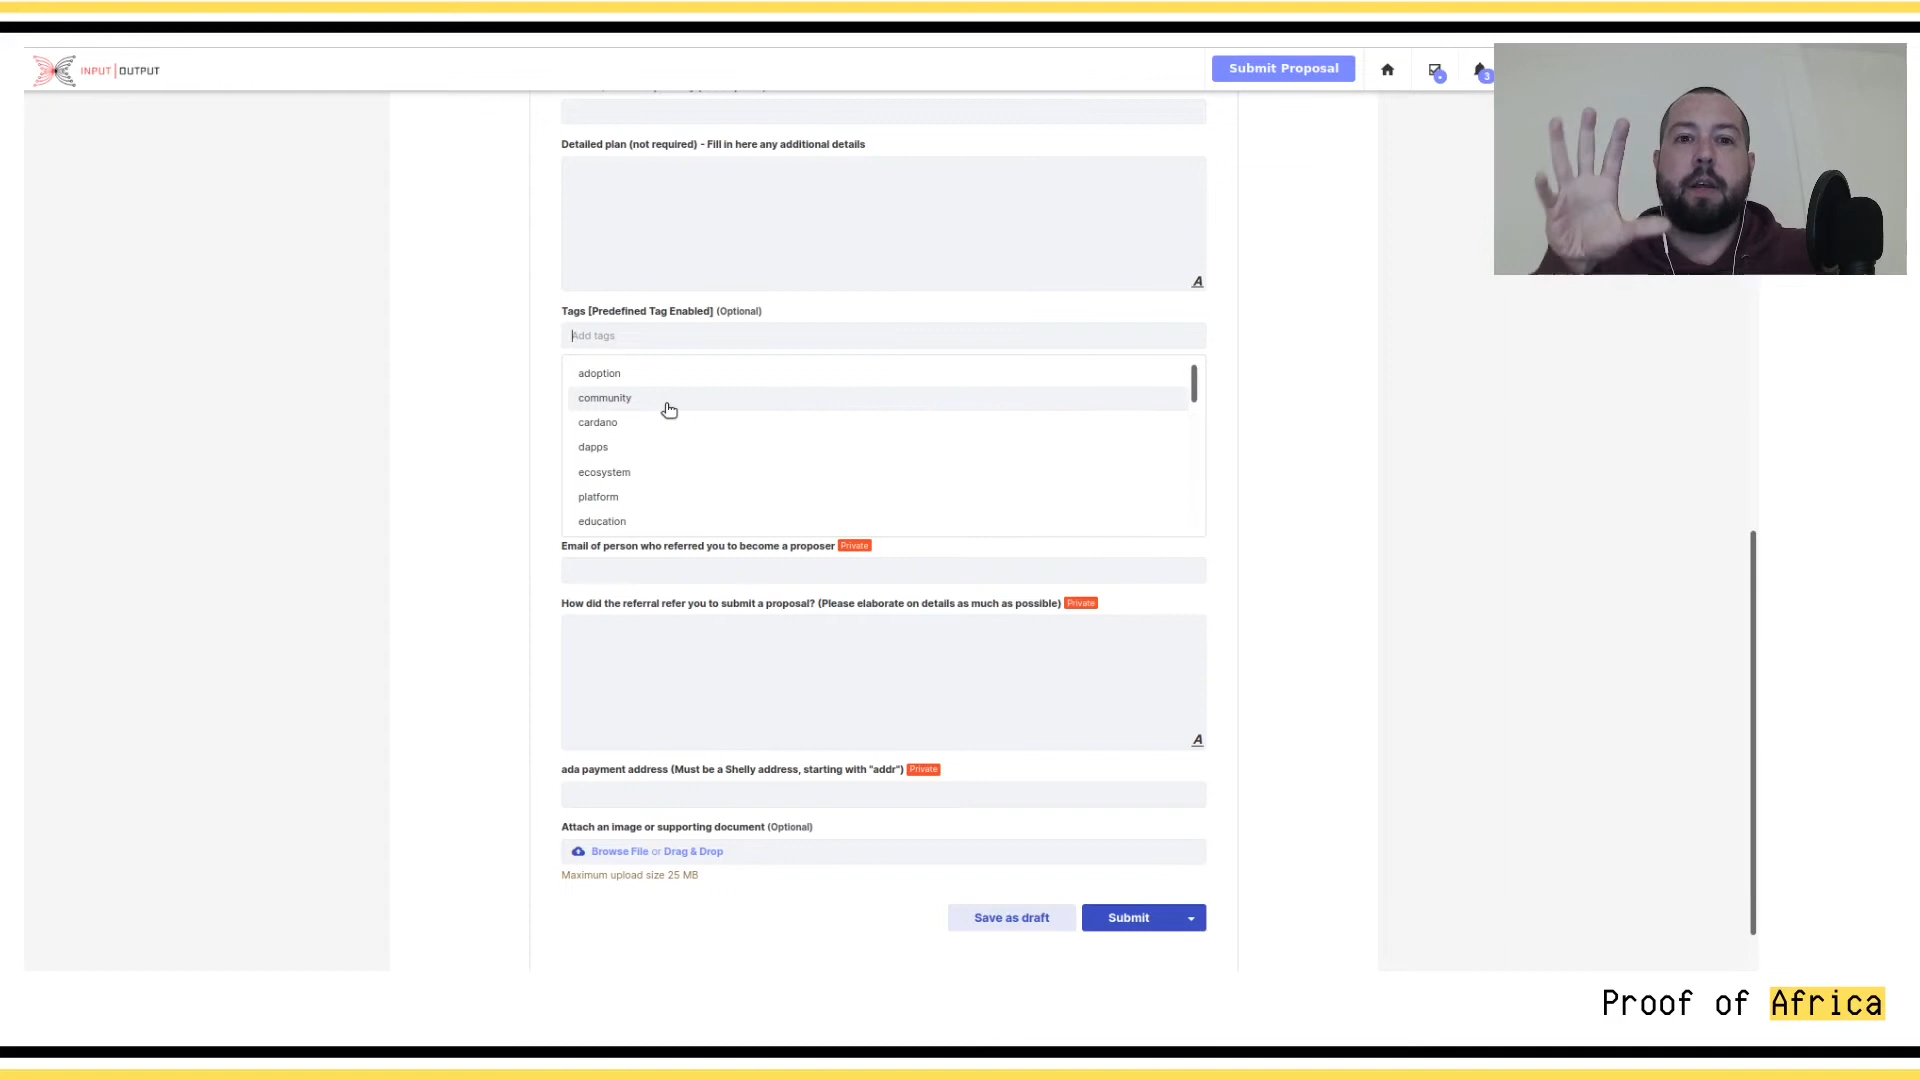 INPUT | OUTPUT
Submit Proposal
3
Detailed plan (not required) - Fill in here any additional details
A
Tags [Predefined Tag Enabled] (Optional)
Add tags
adoption
community
cardano
dapps
ecosystem
platform
education
Email of person who referred you to become a proposer Private
How did the referral refer you to submit a proposal? (Please elaborate on details as much as possible) Private
A
ada payment address (Must be a Shelly address, starting with "addr") Private
Attach an image or supporting document (Optional)
Browse File or Drag & Drop
Maximum upload size 25 MB
Save as draft
Submit
Proof of Africa